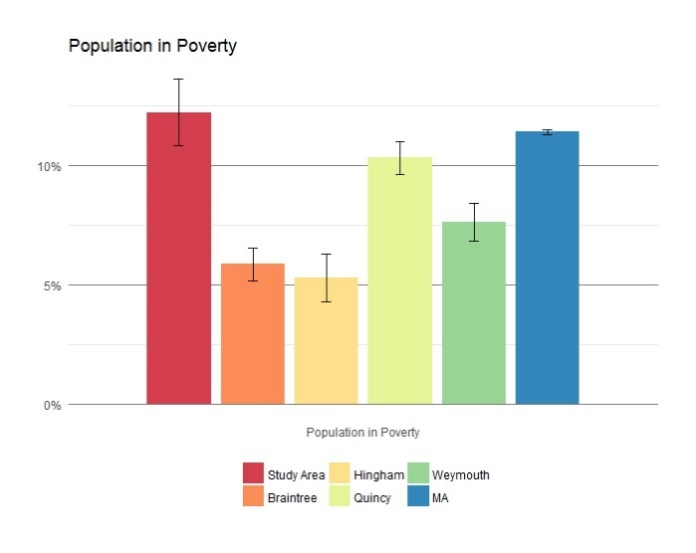 Population in Poverty
10%
5%
0%
Population in Poverty
Study Area Hingham Weymouth
Braintree Quincy MA